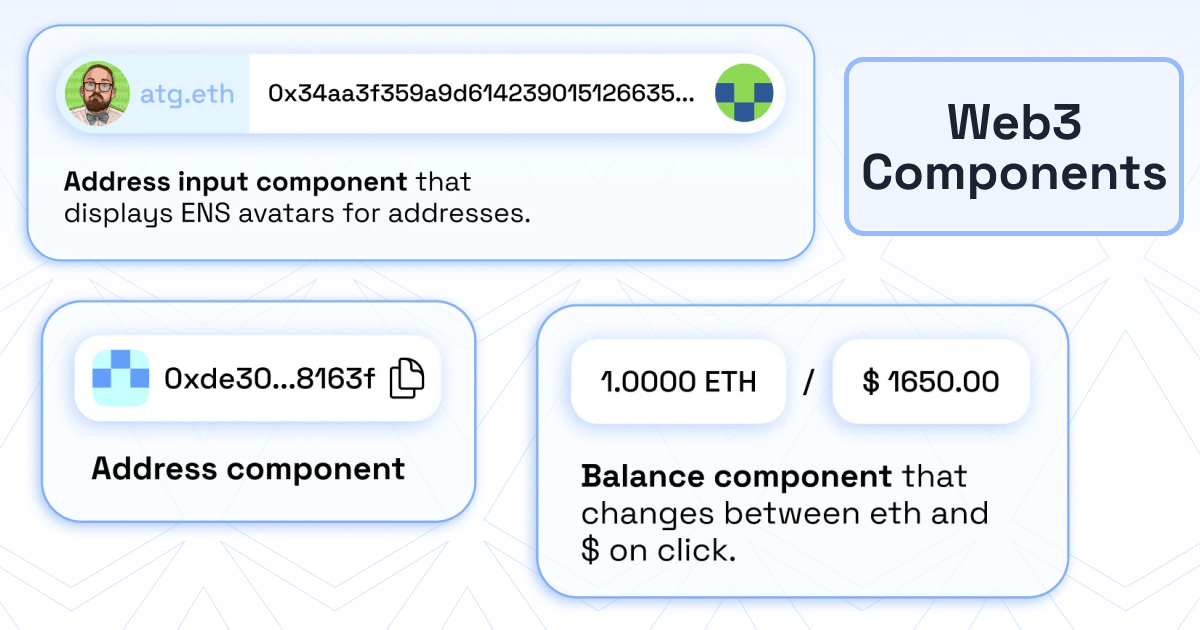 atg.eth
0x34aa3f359a9d614239015126635...
Address input component that
displays ENS avatars for addresses.
Web3
Components
0xde30...8163f
Address component
1.0000 ETH / $ 1650.00
Balance component that
changes between eth and
$ on click.